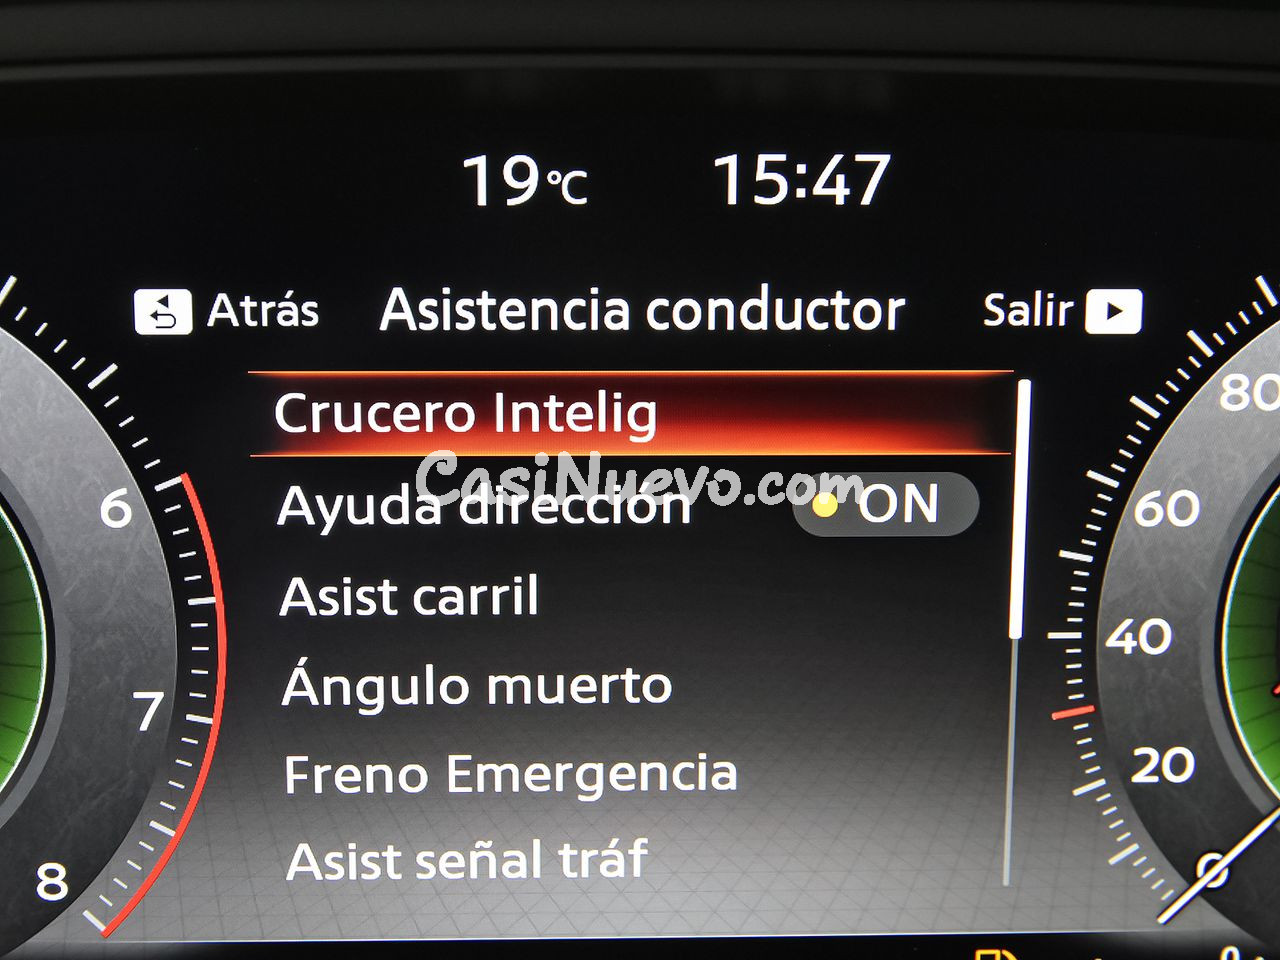 19°C 15:47
Atrás Asistencia conductor Salir
Crucero Intelig
CasiNuevo.com
Ayuda dirección ON
Asist carril
Ángulo muerto
Freno Emergencia
Asist señal tráf
6
7
8
80
60
40
20
0